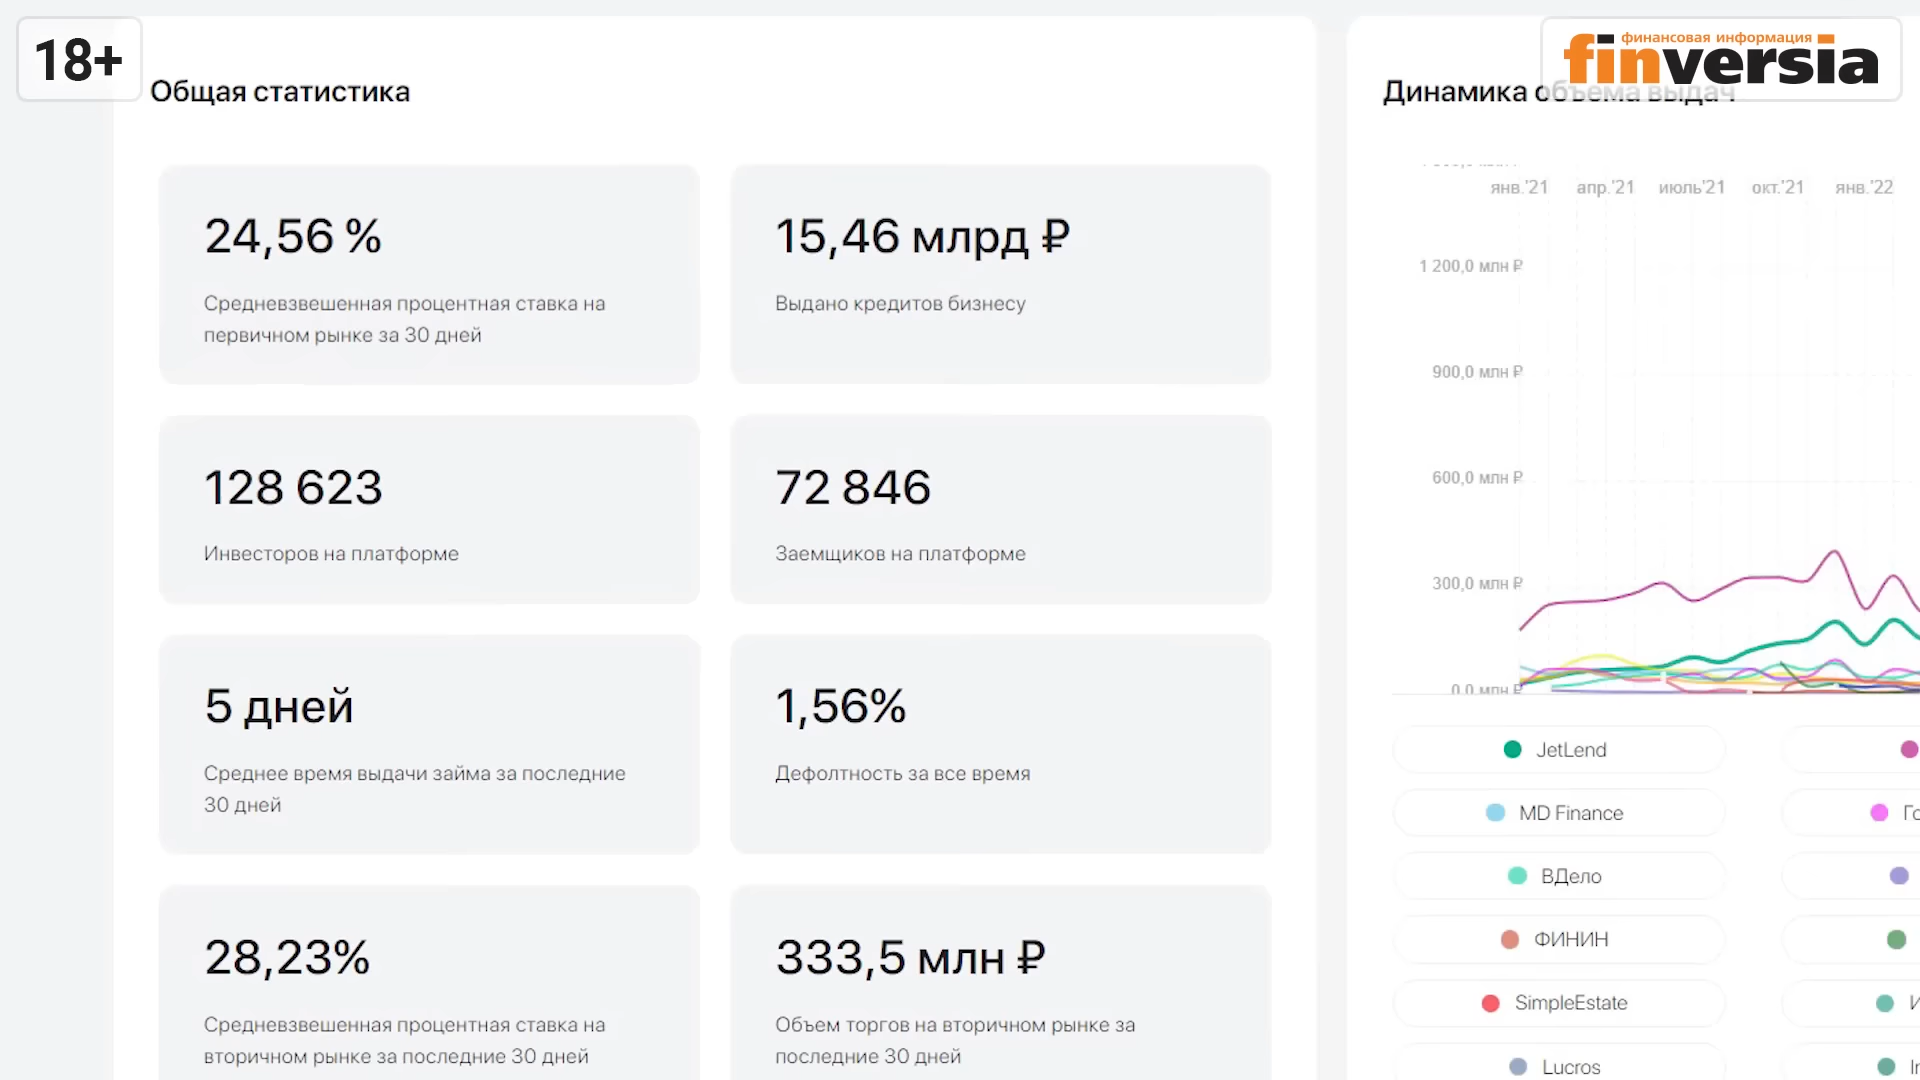 18+
финансовая информация
finversia
Общая статистика
24,56 %
Средневзвешенная процентная ставка на
первичном рынке за 30 дней
15,46 млрд ₽
Выдано кредитов бизнесу
128 623
Инвесторов на платформе
72 846
Заемщиков на платформе
5 дней
Среднее время выдачи займа за последние
30 дней
1,56%
Дефолтность за все время
28,23%
Средневзвешенная процентная ставка на
вторичном рынке за последние 30 дней
333,5 млн ₽
Объем торгов на вторичном рынке за
последние 30 дней
Динамика объема выдач
янв.'21 апр.'21 июль'21 окт.'21 янв.'22
1 200,0 млн ₽
900,0 млн ₽
600,0 млн ₽
300,0 млн ₽
0,0 млн ₽
JetLend
MD Finance
ВДело
ФИНИН
SimpleEstate
Lucros